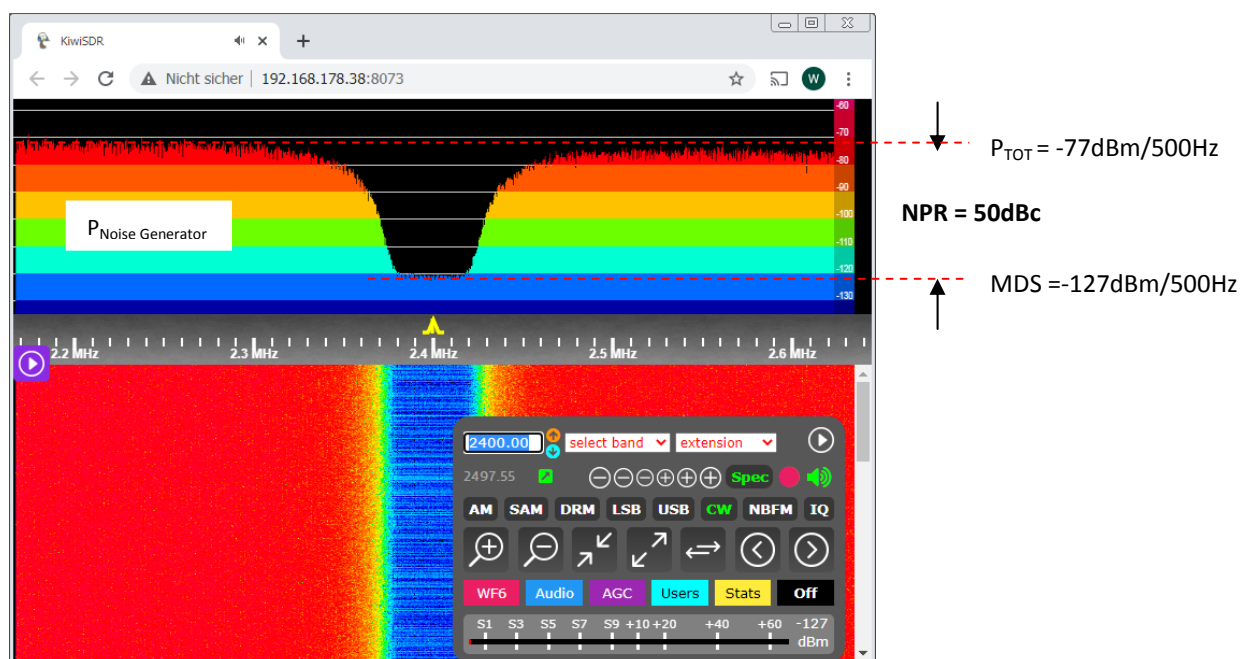 KiwiSDR
Nicht sicher | 192.168.178.38:8073
W
-60
-70
-80
-90
-100
-110
-120
-130
P_Noise Generator
P_TOT = -77dBm/500Hz
NPR = 50dBc
MDS =-127dBm/500Hz
2.2 MHz 2.3 MHz 2.4 MHz 2.5 MHz 2.6 MHz
2400.00 select band extension
2497.55 Spec
AM SAM DRM LSB USB CW NBFM IQ
WF6 Audio AGC Users Stats Off
S1 S3 S5 S7 S9 +10 +20 +40 +60 -127
dBm